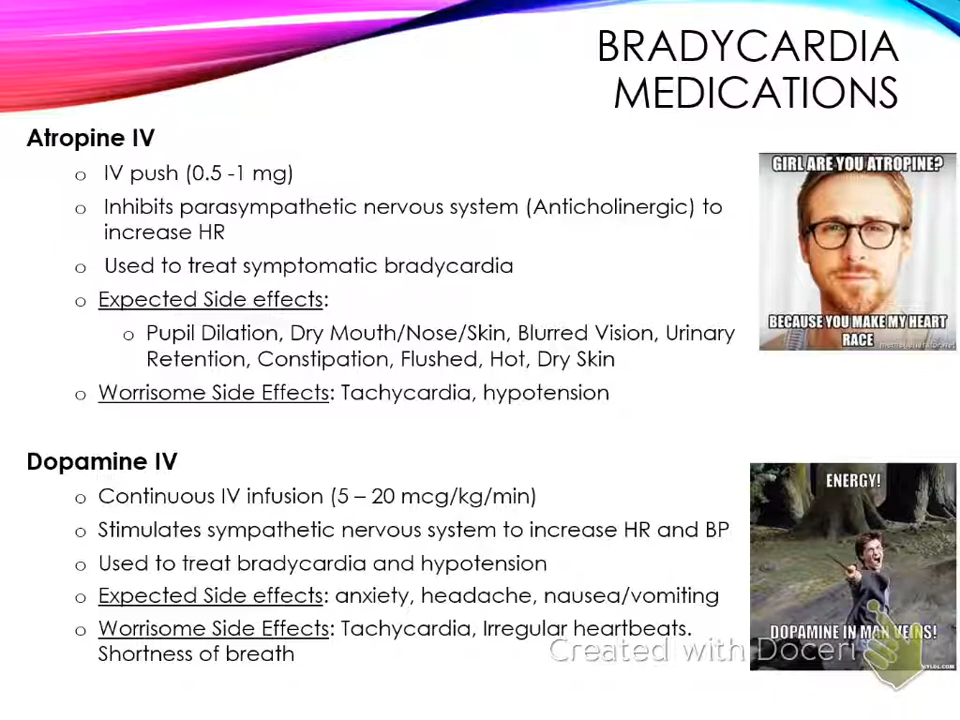 BRADYCARDIA
MEDICATIONS
Atropine IV
o IV push (0.5 -1 mg)
o Inhibits parasympathetic nervous system (Anticholinergic) to
increase HR
o Used to treat symptomatic bradycardia
o Expected Side effects:
o Pupil Dilation, Dry Mouth/Nose/Skin, Blurred Vision, Urinary
Retention, Constipation, Flushed, Hot, Dry Skin
o Worrisome Side Effects: Tachycardia, hypotension
GIRL ARE YOU ATROPINE?
BECAUSE YOU MAKE MY HEART
RACE
Dopamine IV
o Continuous IV infusion (5 – 20 mcg/kg/min)
o Stimulates sympathetic nervous system to increase HR and BP
o Used to treat bradycardia and hypotension
o Expected Side effects: anxiety, headache, nausea/vomiting
o Worrisome Side Effects: Tachycardia, Irregular heartbeats.
Shortness of breath
ENERGY!
DOPAMINE IN MAH VEINS!
Created with Doceri